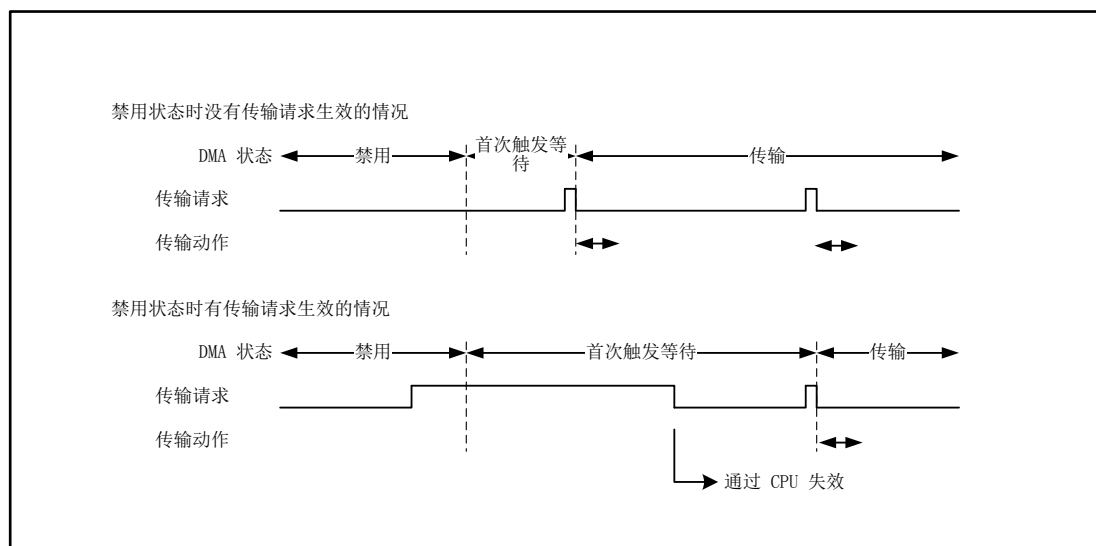 禁用状态时没有传输请求生效的情况
DMA 状态 禁用 首次触发等
待 传输
传输请求
传输动作
禁用状态时有传输请求生效的情况
DMA 状态 禁用 首次触发等待 传输
传输请求
传输动作
通过 CPU 失效